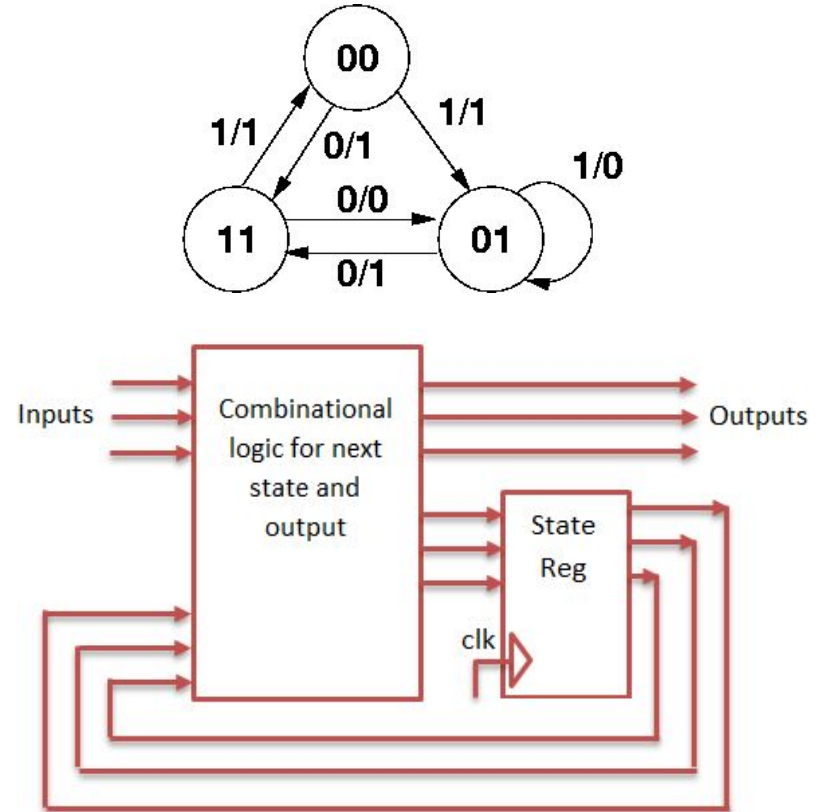 00
1/1
1/1
0/1
1/0
0/0
11
01
0/1
Inputs
Combinational
logic for next
state and
output
Outputs
State
Reg
clk